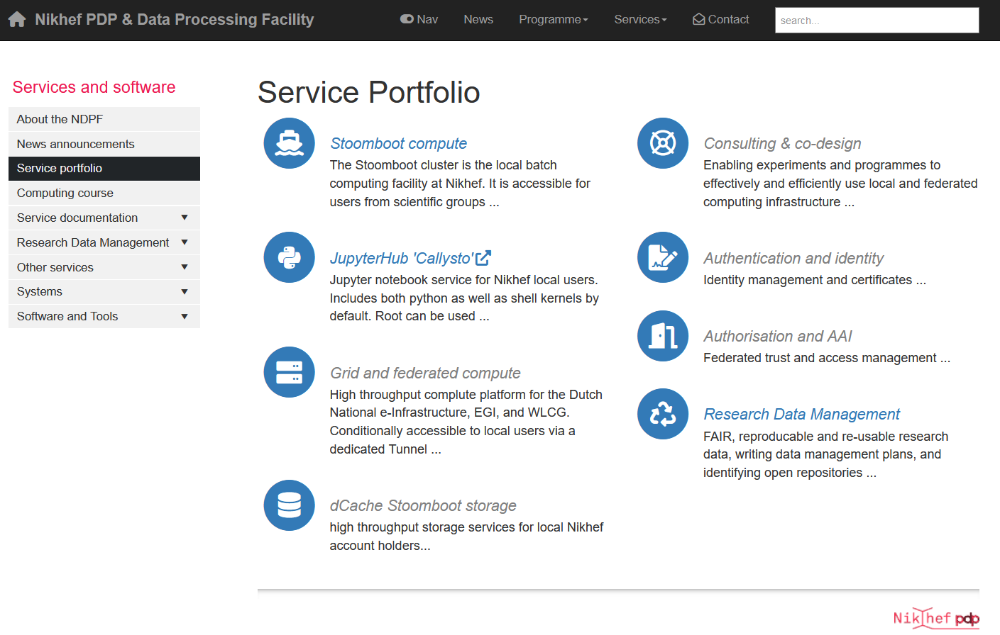 Nikhef PDP & Data Processing Facility
Nav
News
Programme
Services
Contact
search...
Services and software
About the NDPF
News announcements
Service portfolio
Computing course
Service documentation
Research Data Management
Other services
Systems
Software and Tools
Service Portfolio
Stoomboot compute
The Stoomboot cluster is the local batch
computing facility at Nikhef. It is accessible for
users from scientific groups ...
JupyterHub 'Callysto'
Jupyter notebook service for Nikhef local users.
Includes both python as well as shell kernels by
default. Root can be used ...
Grid and federated compute
High throughput complute platform for the Dutch
National e-Infrastructure, EGI, and WLCG.
Conditionally accessible to local users via a
dedicated Tunnel ...
dCache Stoomboot storage
high throughput storage services for local Nikhef
account holders...
Consulting & co-design
Enabling experiments and programmes to
effectively and efficiently use local and federated
computing infrastructure ...
Authentication and identity
Identity management and certificates ...
Authorisation and AAI
Federated trust and access management ...
Research Data Management
FAIR, reproducable and re-usable research
data, writing data management plans, and
identifying open repositories ...
Nikhef pdp